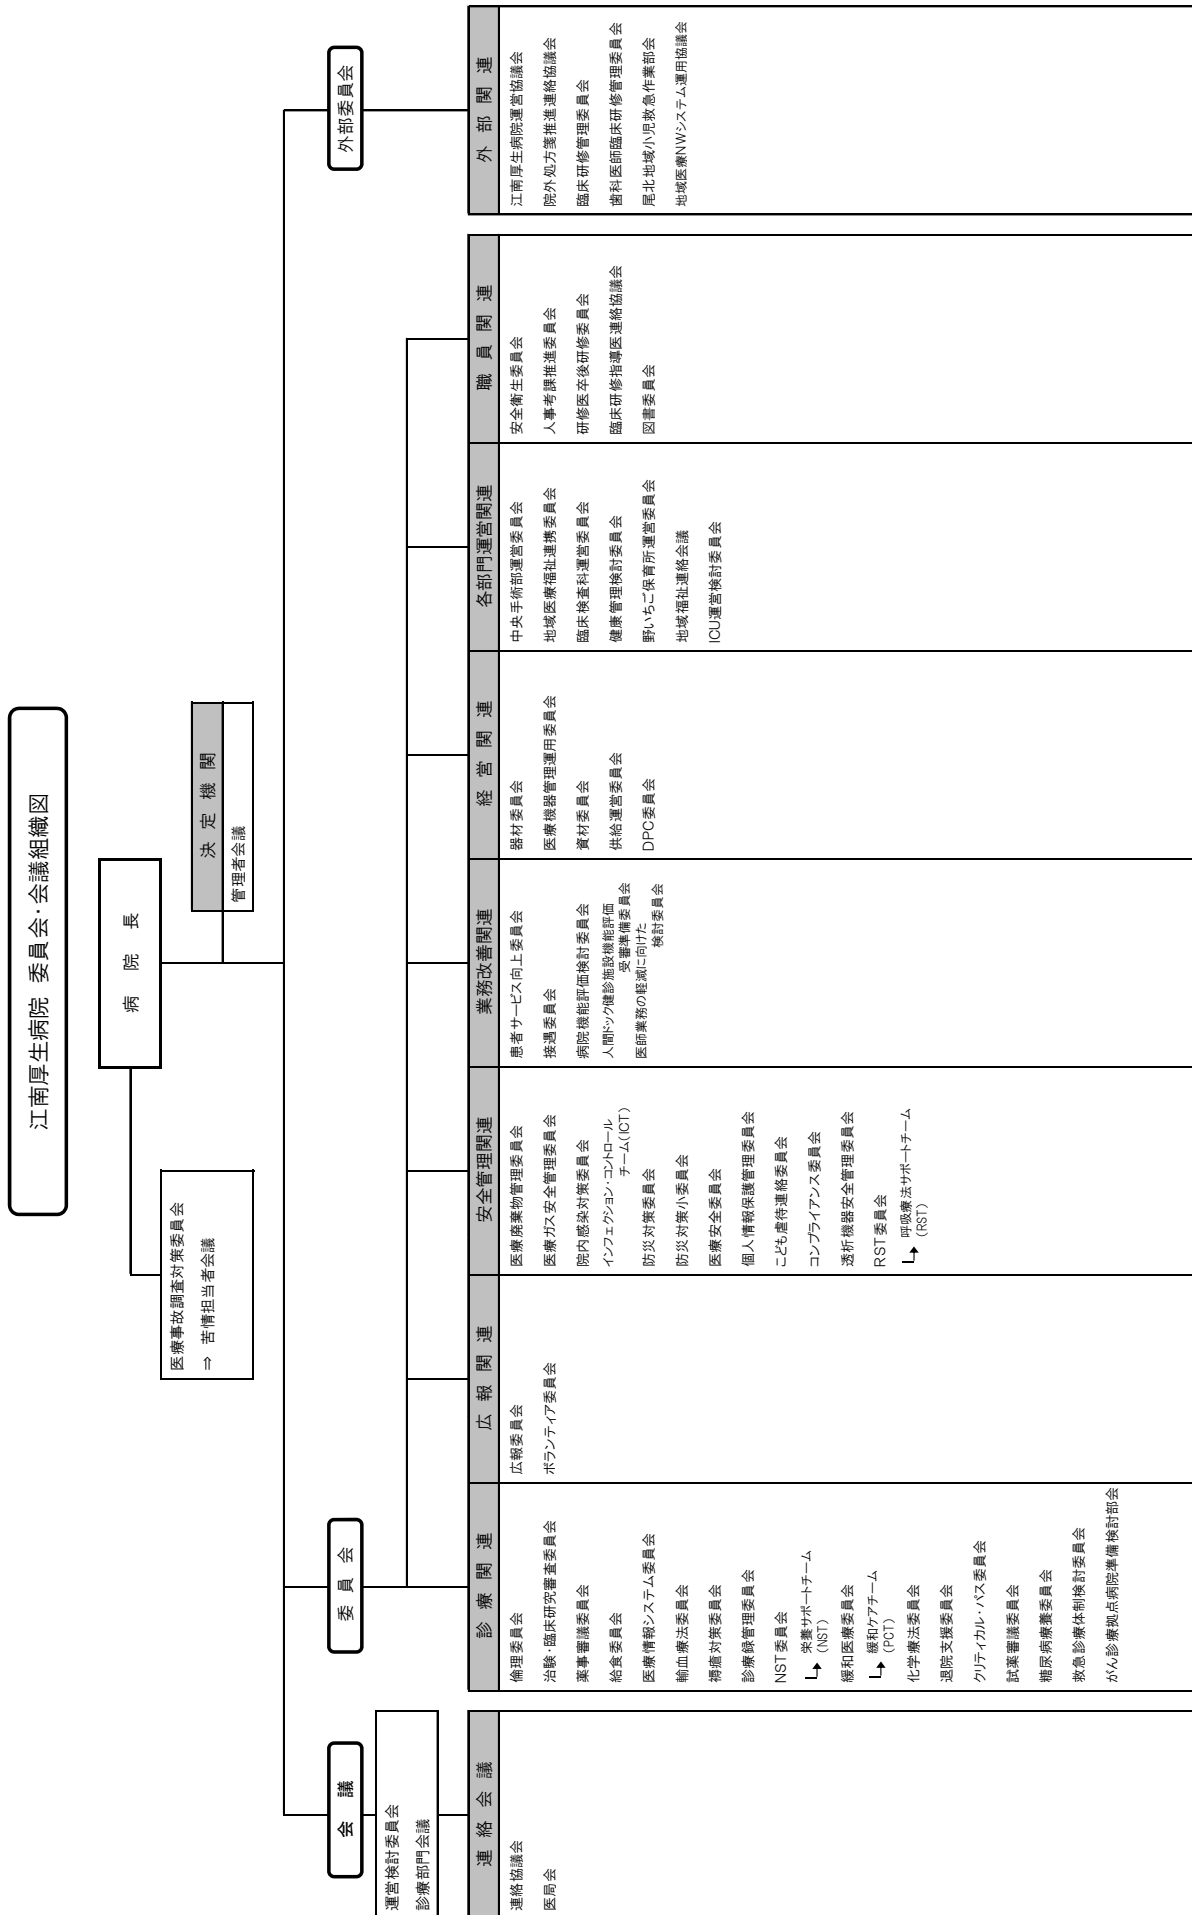 江南厚生病院 委員会・会議組織図
病院長
医療事故調査対策委員会
⇒ 苦情担当者会議
決定機関
管理者会議
会議
運営検討委員会
診療部門会議
連絡会議
連絡協議会
医局会
委員会
診療関連
倫理委員会
治験・臨床研究審査委員会
薬事審議委員会
給食委員会
医療情報システム委員会
輸血療法委員会
褥瘡対策委員会
診療録管理委員会
NST委員会
栄養サポートチーム
(NST)
緩和医療委員会
緩和ケアチーム
(PCT)
化学療法委員会
退院支援委員会
クリティカル・パス委員会
試薬審議委員会
糖尿病療養委員会
救急診療体制検討委員会
がん診療拠点病院準備検討部会
広報関連
広報委員会
ボランティア委員会
安全管理関連
医療廃棄物管理委員会
医療ガス安全管理委員会
院内感染対策委員会
インフェクション・コントロール
チーム(ICT)
防災対策委員会
防災対策小委員会
医療安全委員会
個人情報保護管理委員会
こども虐待連絡委員会
コンプライアンス委員会
透析機器安全管理委員会
RST委員会
呼吸療法サポートチーム
(RST)
業務改善関連
患者サービス向上委員会
接遇委員会
病院機能評価検討委員会
人間ドック健診施設機能評価
受審準備委員会
医師業務の軽減に向けた
検討委員会
経営関連
器材委員会
医療機器管理運用委員会
資材委員会
供給運営委員会
DPC委員会
各部門運営関連
中央手術部運営委員会
地域医療福祉連携委員会
臨床検査科運営委員会
健康管理検討委員会
野いちご保育所運営委員会
地域福祉連絡会議
ICU運営検討委員会
職員関連
安全衛生委員会
人事考課推進委員会
研修医卒後研修委員会
臨床研修指導医連絡協議会
図書委員会
外部委員会
外部関連
江南厚生病院運営協議会
院外処方箋推進連絡協議会
臨床研修管理委員会
歯科医師臨床研修管理委員会
尾北地域小児救急作業部会
地域医療NWシステム運用協議会